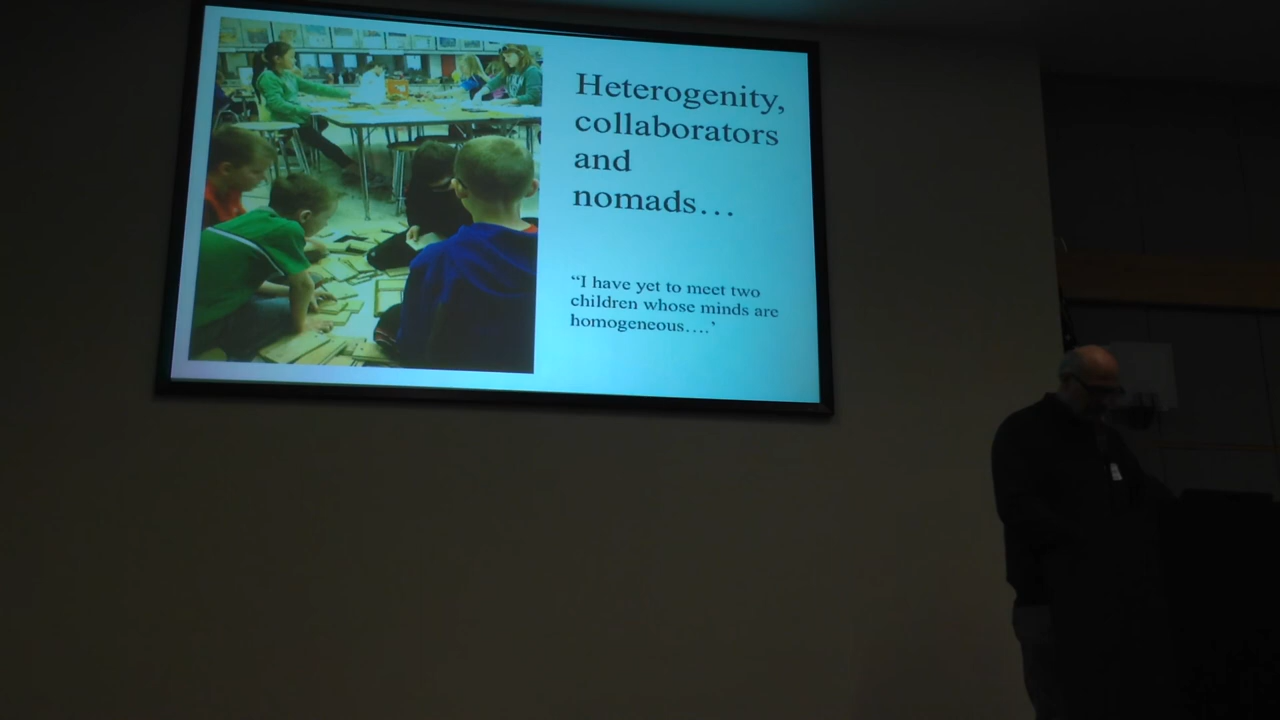 Heterogenity,
collaborators
and
nomads…
“I have yet to meet two
children whose minds are
homogeneous….’